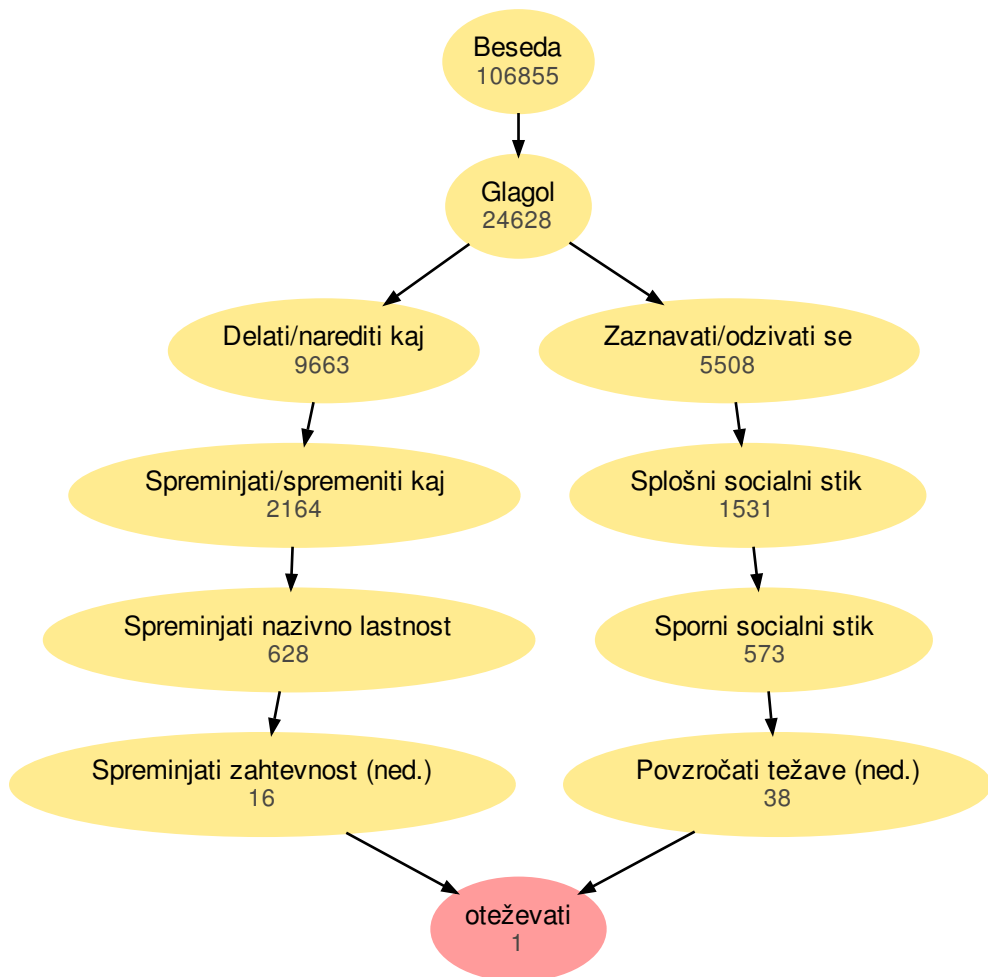 Beseda
106855
Glagol
24628
Delati/narediti kaj
9663
Zaznavati/odzivati se
5508
Spreminjati/spremeniti kaj
2164
Splošni socialni stik
1531
Spreminjati nazivno lastnost
628
Sporni socialni stik
573
Spreminjati zahtevnost (ned.)
16
Povzročati težave (ned.)
38
oteževati
1